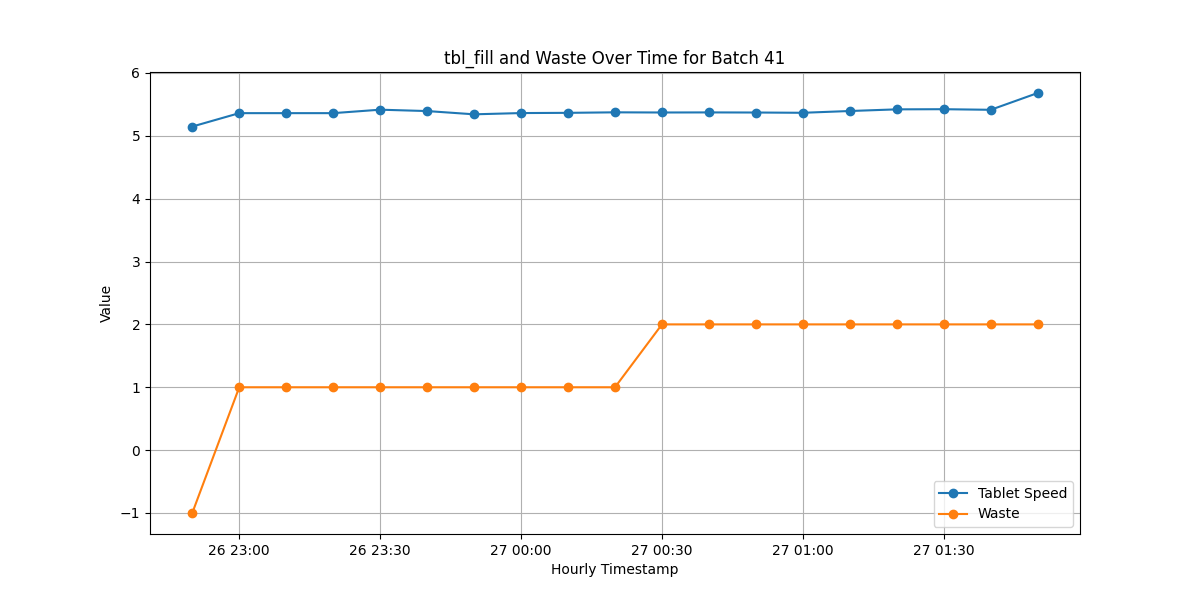 tbl_fill and Waste Over Time for Batch 41
6
5
4
3
2
1
0
−1
Value
26 23:00 26 23:30 27 00:00 27 00:30 27 01:00 27 01:30
Hourly Timestamp
Tablet Speed
Waste